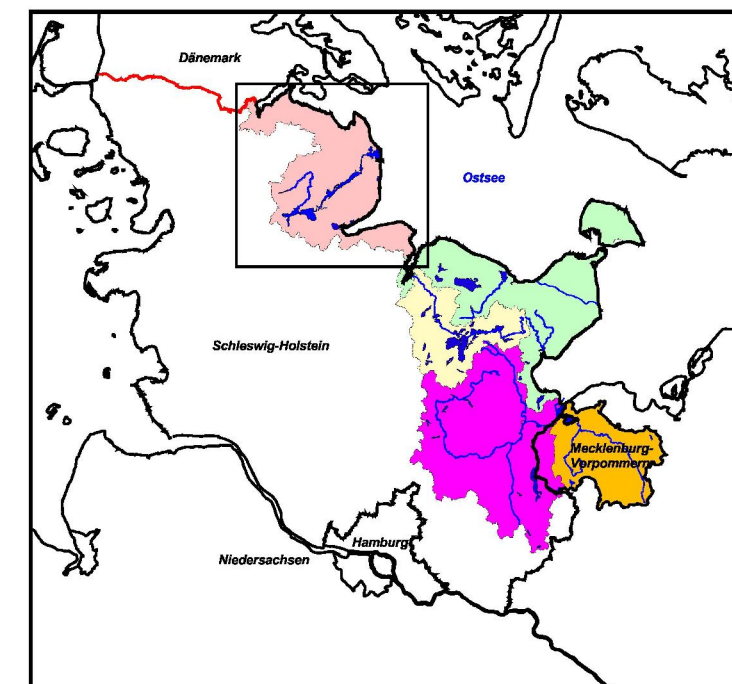 Dänemark
Ostsee
Schleswig-Holstein
Mecklenburg-
Vorpommern
Hamburg
Niedersachsen